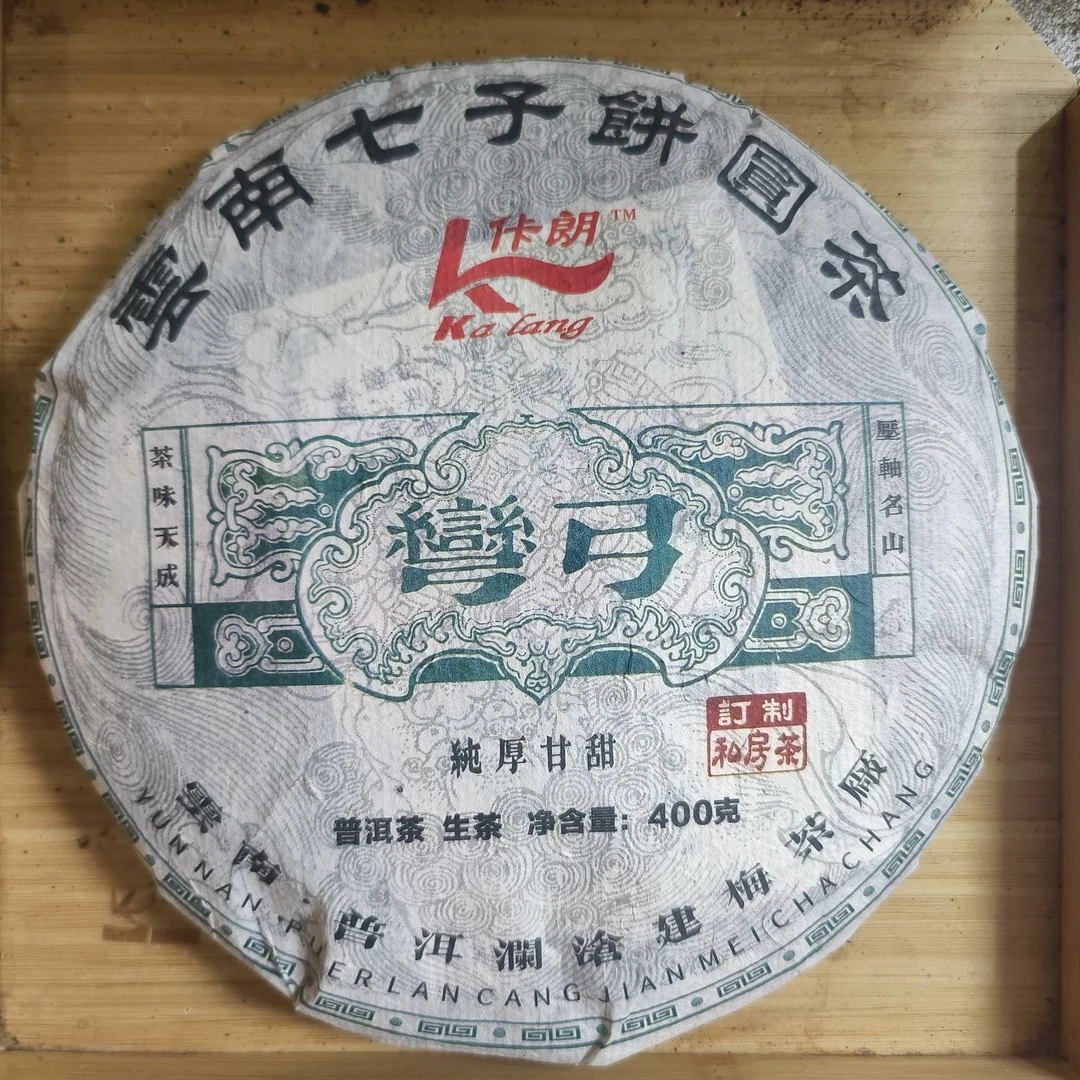 雲南七子餅圓茶
佧朗™
Ka lang
茶味天成
彎弓
壓軸名山
訂制
私房茶
純厚甘甜
普洱茶 生茶 净含量：400克
雲南·普洱瀾滄建梅茶廠
YUNNAN·PUERLANCANGJIANMEICHACHANG